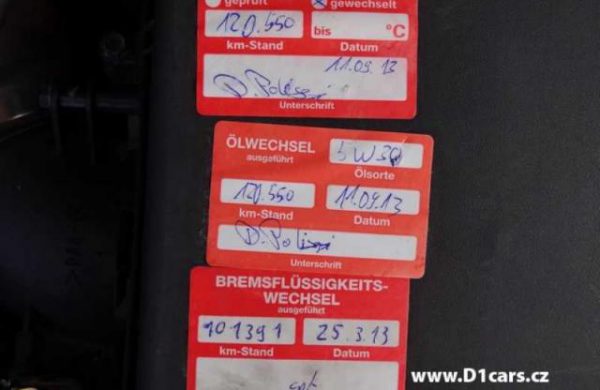 geprüft gewechselt
120.550 bis °C
km-Stand Datum
11.09.13
D. Polissi
Unterschrift
ÖLWECHSEL 5W30
ausgeführt Ölsorte
120.550 11.09.13
km-Stand Datum
D. Polissi
Unterschrift
BREMSFLÜSSIGKEITS-
WECHSEL
ausgeführt
101391 25.3.13
km-Stand Datum
www.D1cars.cz